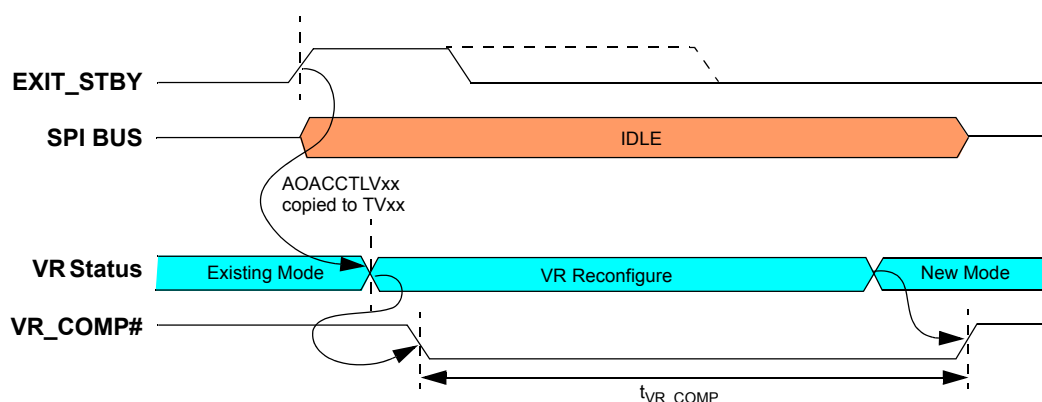 EXIT_STBY
SPI BUS
IDLE
AOACCTLVxx
copied to TVxx
VR Status
Existing Mode
VR Reconfigure
New Mode
VR_COMP#
tVR_COMP